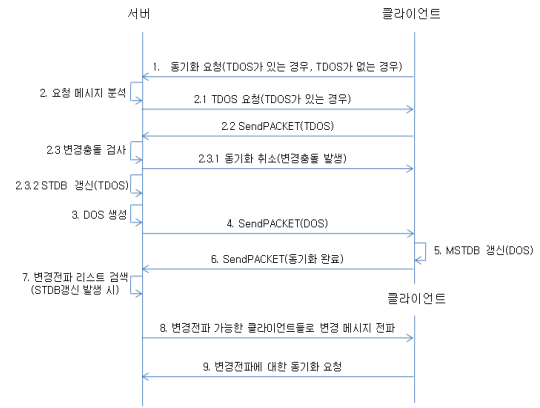 서버
클라이언트
1. 동기화 요청(TDOS가 있는 경우, TDOS가 없는 경우)
2. 요청 메시지 분석
2.1 TDOS 요청(TDOS가 있는 경우)
2.2 SendPACKET(TDOS)
2.3 변경충돌 검사
2.3.1 동기화 취소(변경충돌 발생)
2.3.2 STDB 갱신(TDOS)
3. DOS 생성
4. SendPACKET(DOS)
5. MSTDB 갱신(DOS)
6. SendPACKET(동기화 완료)
7. 변경전파 리스트 검색
(STDB갱신 발생 시)
클라이언트
8. 변경전파 가능한 클라이언트들로 변경 메시지 전파
9. 변경전파에 대한 동기화 요청